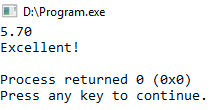 D:\Program.exe
5.70
Excellent!
Process returned 0 (0x0)
Press any key to continue.